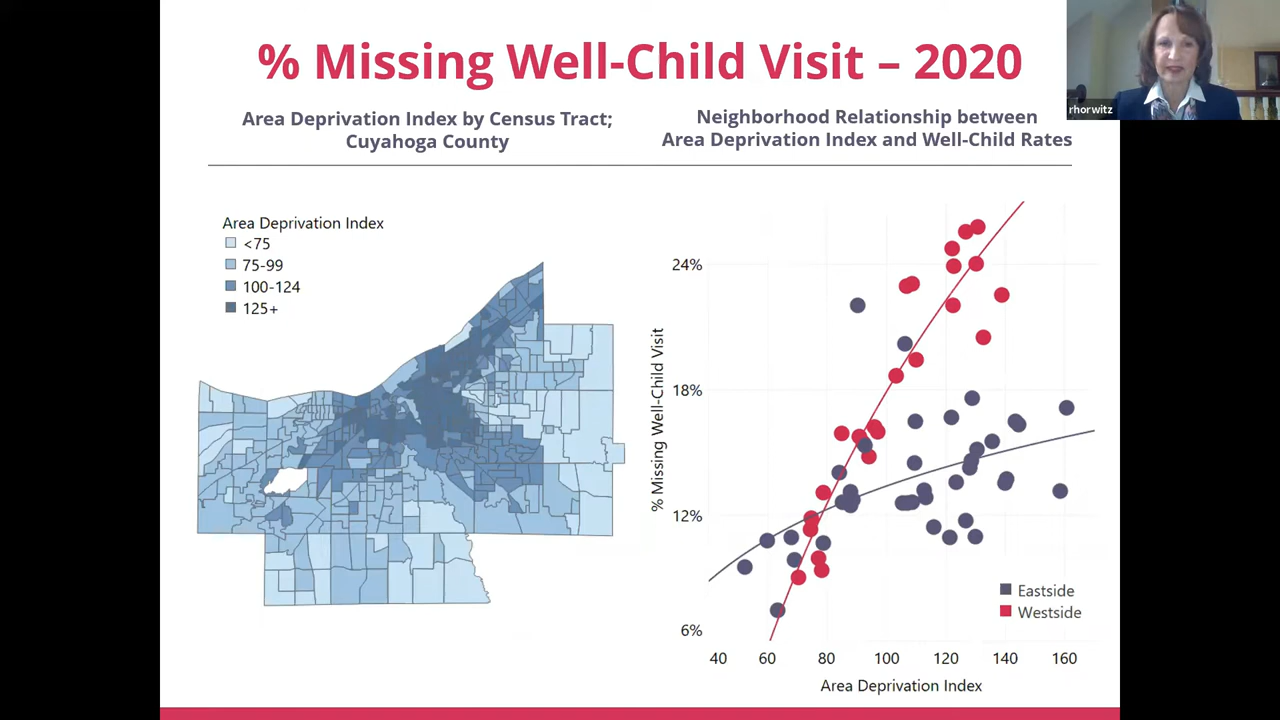 % Missing Well-Child Visit – 2020
rhorwitz
Area Deprivation Index by Census Tract;
Cuyahoga County
Neighborhood Relationship between
Area Deprivation Index and Well-Child Rates
Area Deprivation Index
<75
75-99
100-124
125+
% Missing Well-Child Visit
24%
18%
12%
6%
Eastside
Westside
40 60 80 100 120 140 160
Area Deprivation Index